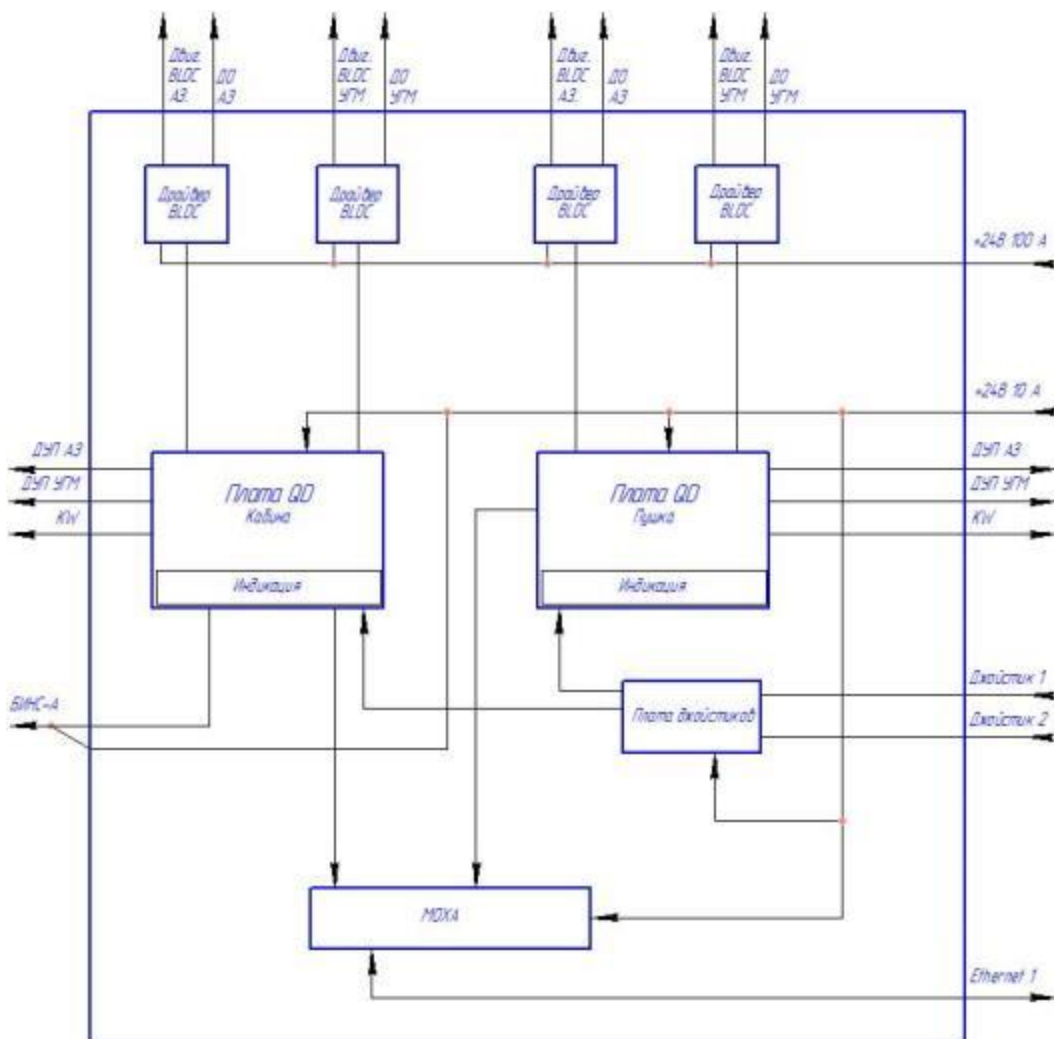 Двиг.
BLDC
АЗ.
ДО
АЗ
Двиг.
BLDC
УГМ
ДО
УГМ
Двиг.
BLDC
АЗ.
ДО
АЗ
Двиг.
BLDC
УГМ
ДО
УГМ
Драйвер
BLDC
Драйвер
BLDC
Драйвер
BLDC
Драйвер
BLDC
+24В 100 А
+24В 10 А
ДУП АЗ
ДУП УГМ
KW
Плата QD
Кабина
Индикация
Плата QD
Пушка
Индикация
ДУП АЗ
ДУП УГМ
KW
БИНС-А
Плата джойстиков
Джойстик 1
Джойстик 2
MOXA
Ethernet 1